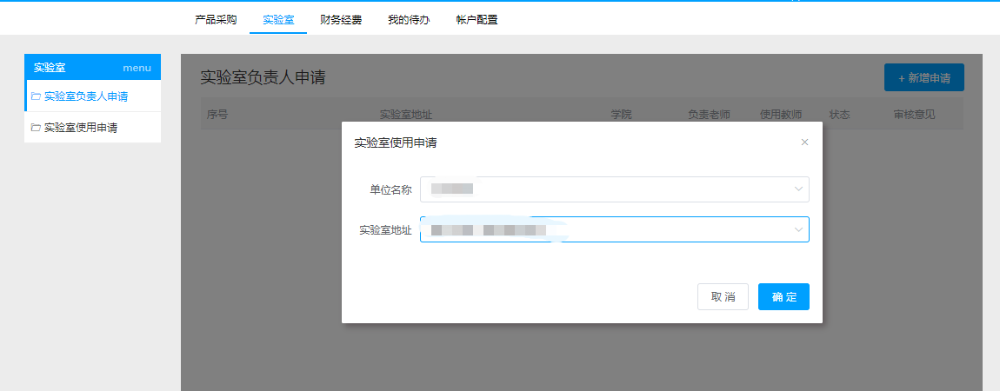 产品采购 实验室 财务经费 我的待办 帐户配置
实验室 menu
实验室负责人申请
实验室使用申请
实验室负责人申请
+ 新增申请
序号 实验室地址 学院 负责老师 使用教师 状态 审核意见
实验室使用申请
单位名称
实验室地址
取 消 确 定